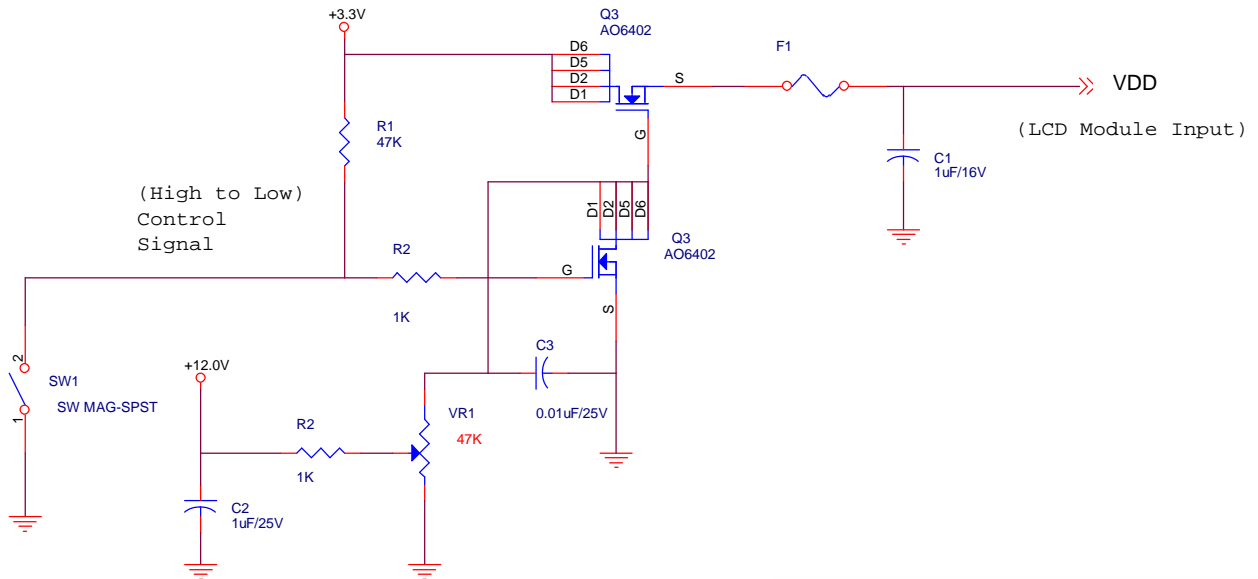 +3.3V
Q3
AO6402
D6
D5
D2
D1
S
G
F1
VDD
(LCD Module Input)
R1
47K
C1
1uF/16V
(High to Low)
Control
Signal
D1
D2
D5
D6
Q3
AO6402
R2
G
1K
S
2
1
SW1
SW MAG-SPST
+12.0V
C3
0.01uF/25V
R2
1K
VR1
47K
C2
1uF/25V